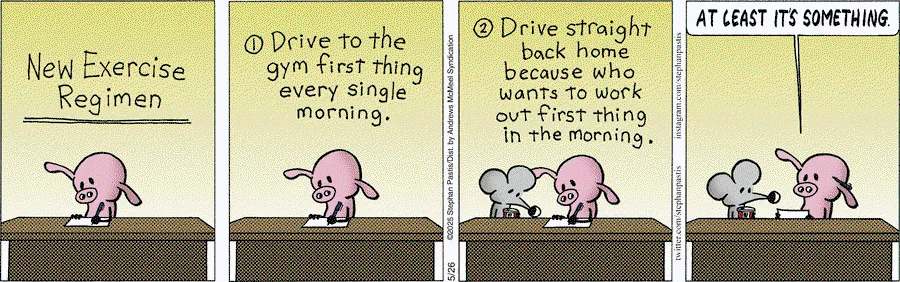 New Exercise
Regimen
① Drive to the
gym first thing
every single
morning.
©2025 Stephan Pastis/Dist. by Andrews McMeel Syndication
5/26
② Drive straight
back home
because who
wants to work
out first thing
in the morning.
twitter.com/stephanpastis
instagram.com/stephanpastis
AT LEAST IT'S SOMETHING.